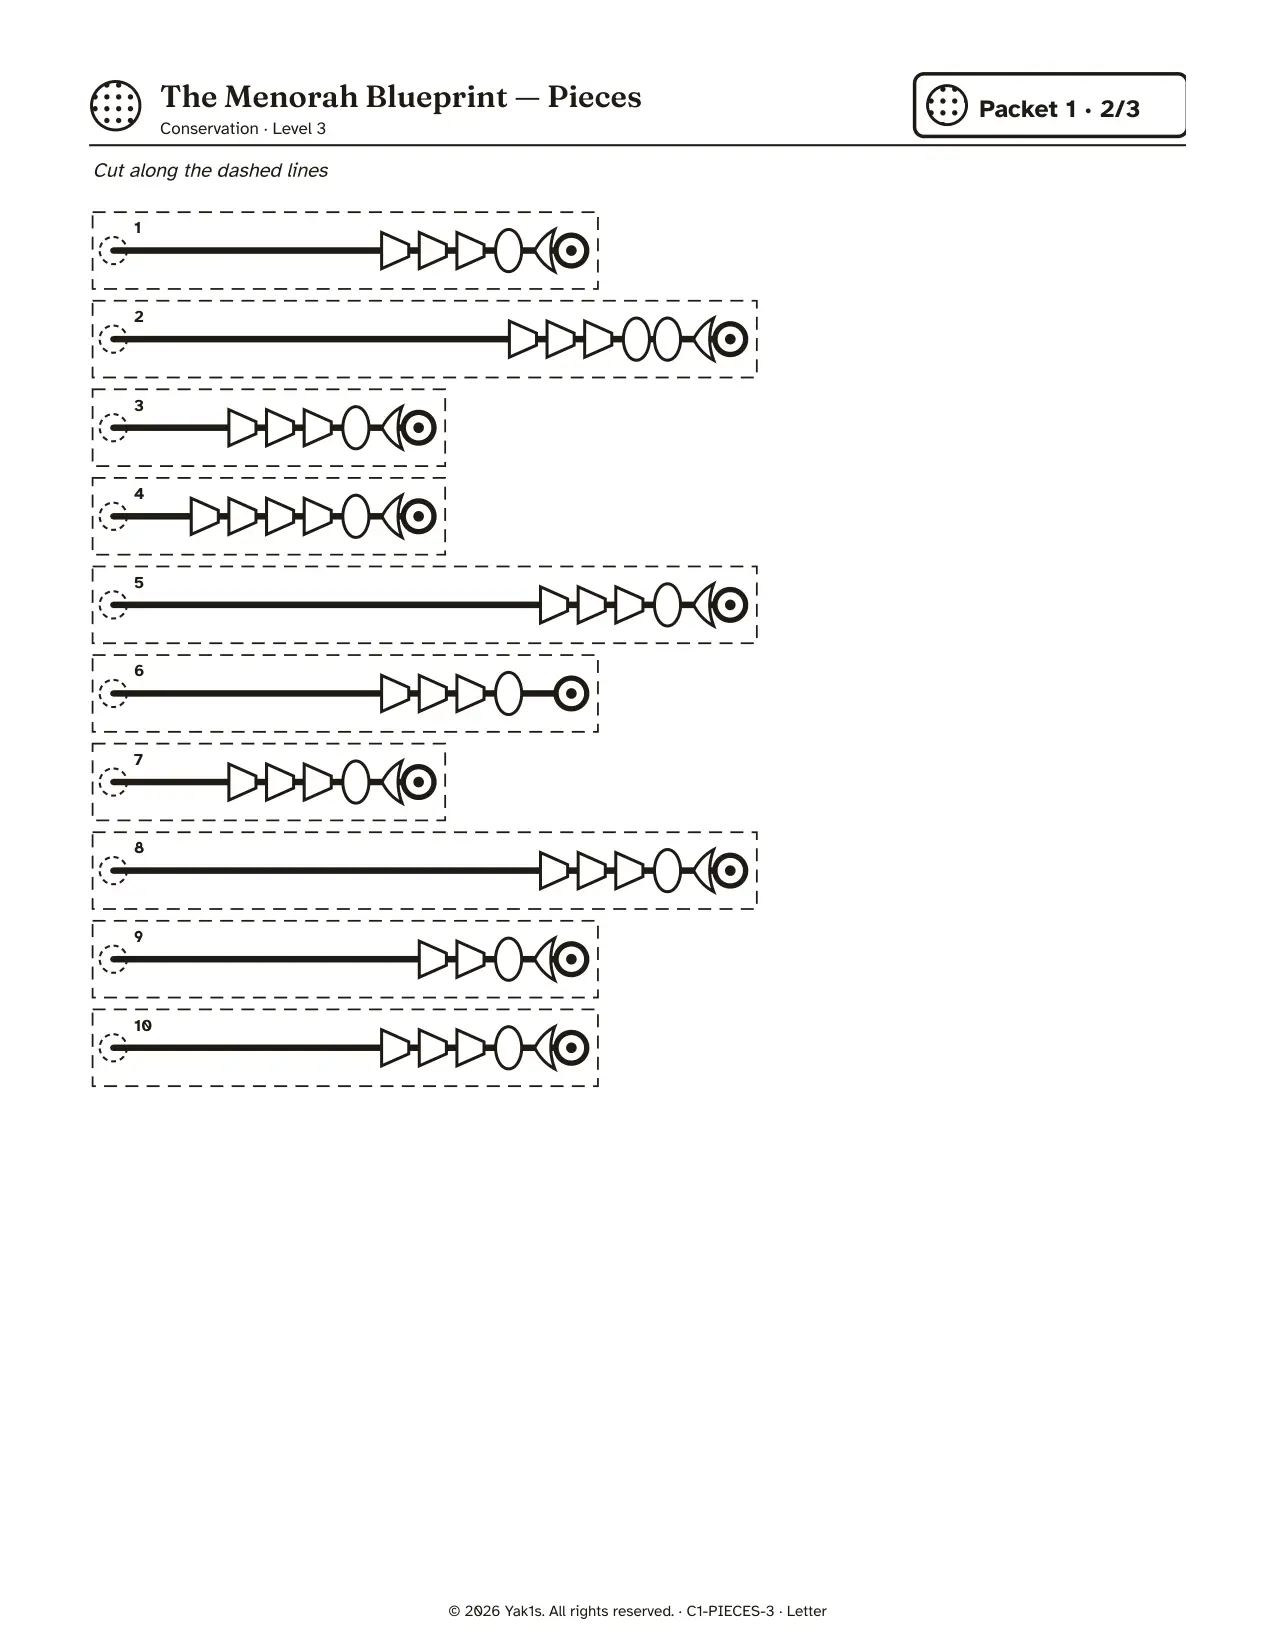 The Menorah Blueprint — Pieces
Conservation · Level 3
Packet 1 · 2/3
Cut along the dashed lines
1
2
3
4
5
6
7
8
9
10
© 2026 Yak1s. All rights reserved. · C1-PIECES-3 · Letter